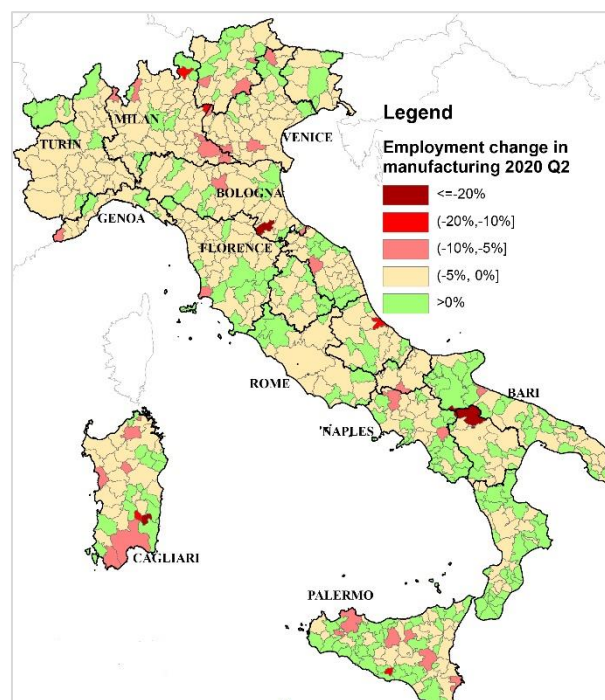 MILAN
TURIN
VENICE
BOLOGNA
GENOA
FLORENCE
ROME
BARI
NAPLES
CAGLIARI
PALERMO
Legend
Employment change in
manufacturing 2020 Q2
<=-20%
(-20%,-10%]
(-10%,-5%]
(-5%, 0%]
>0%